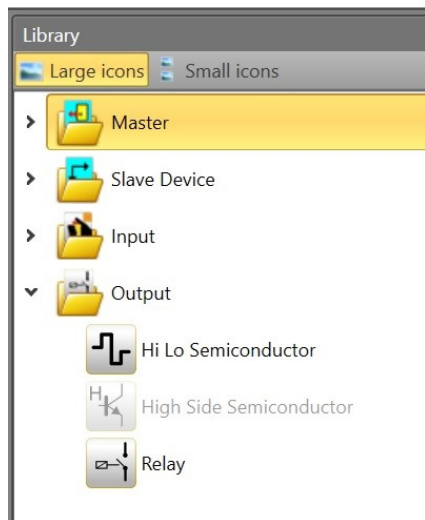 Library
Large icons Small icons
Master
Slave Device
Input
Output
Hi Lo Semiconductor
H
High Side Semiconductor
Relay